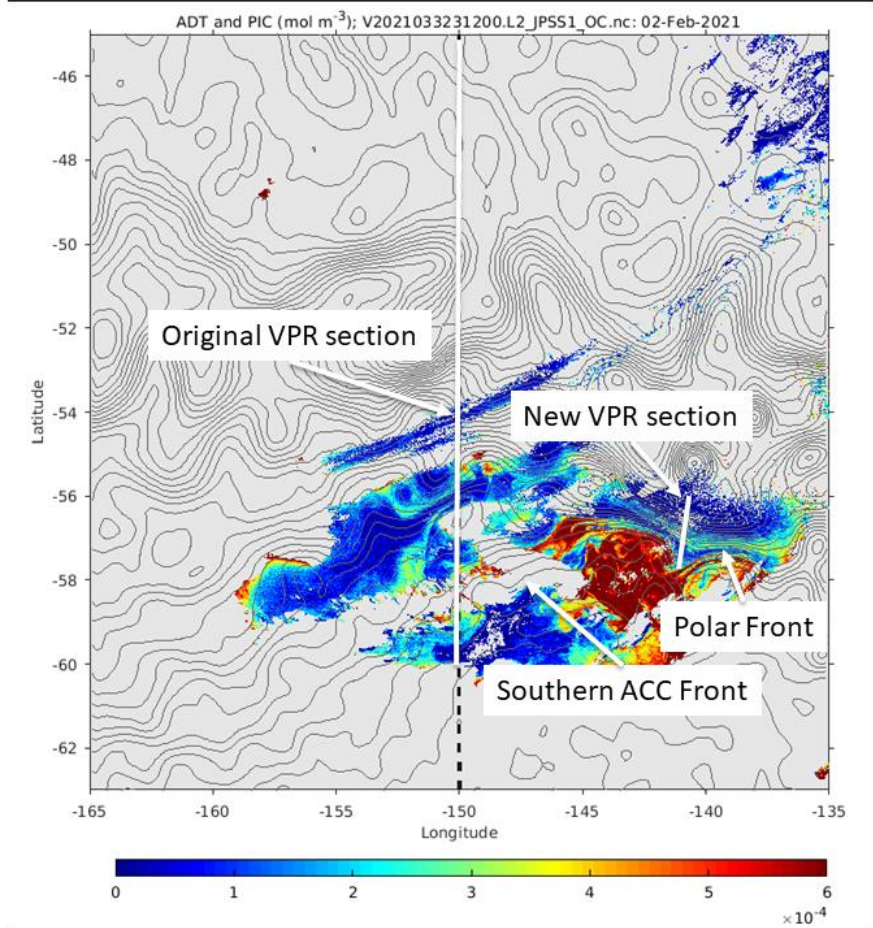 ADT and PIC (mol m⁻³); V2021033231200.L2_JPSS1_OC.nc: 02-Feb-2021
-46
-48
-50
Original VPR section
-52
New VPR section
-54
Latitude
-56
-58
Polar Front
-60
Southern ACC Front
-62
-165 -160 -155 -150 -145 -140 -135
Longitude
0 1 2 3 4 5 6
×10⁻⁴